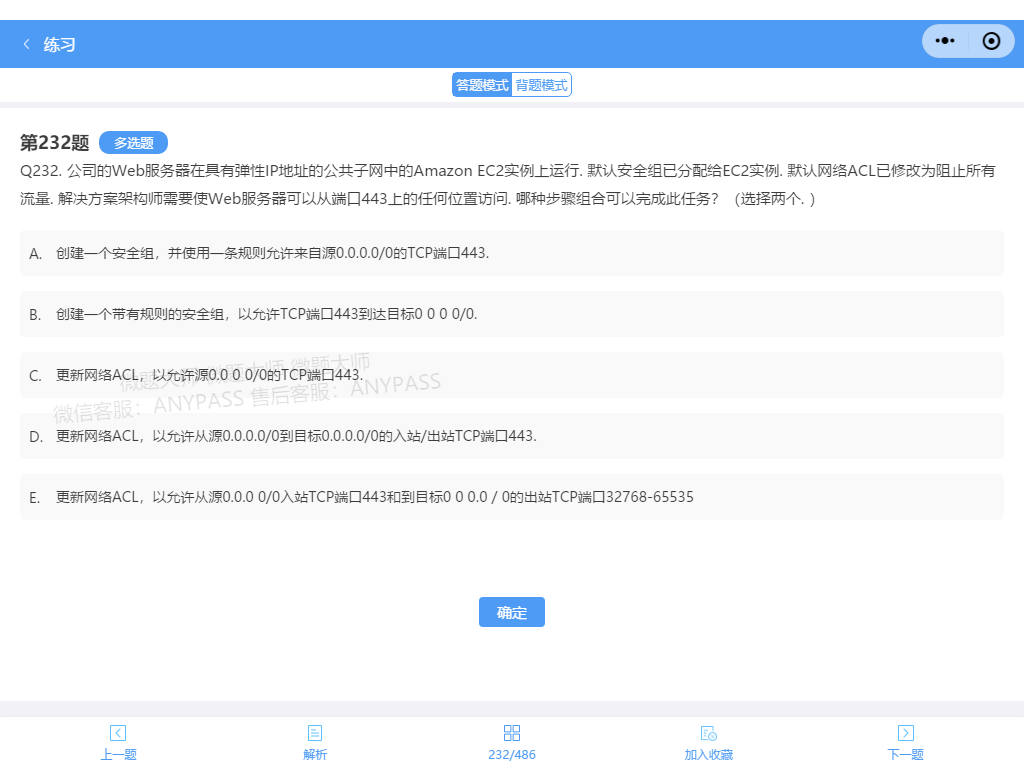 练习
答题模式 背题模式
第232题 多选题
Q232. 公司的Web服务器在具有弹性IP地址的公共子网中的Amazon EC2实例上运行. 默认安全组已分配给EC2实例. 默认网络ACL已修改为阻止所有
流量. 解决方案架构师需要使Web服务器可以从端口443上的任何位置访问. 哪种步骤组合可以完成此任务？（选择两个. ）
A. 创建一个安全组，并使用一条规则允许来自源0.0.0.0/0的TCP端口443.
B. 创建一个带有规则的安全组，以允许TCP端口443到达目标0 0 0 0/0.
C. 更新网络ACL，以允许源0.0 0 0/0的TCP端口443.
微题大师 微题大师 微题大师
微信客服：ANYPASS 售后客服：ANYPASS
D. 更新网络ACL，以允许从源0.0.0.0/0到目标0.0.0.0/0的入站/出站TCP端口443.
E. 更新网络ACL，以允许从源0.0.0 0/0入站TCP端口443和到目标0 0 0.0 / 0的出站TCP端口32768-65535
确定
上一题 解析 232/486 加入收藏 下一题